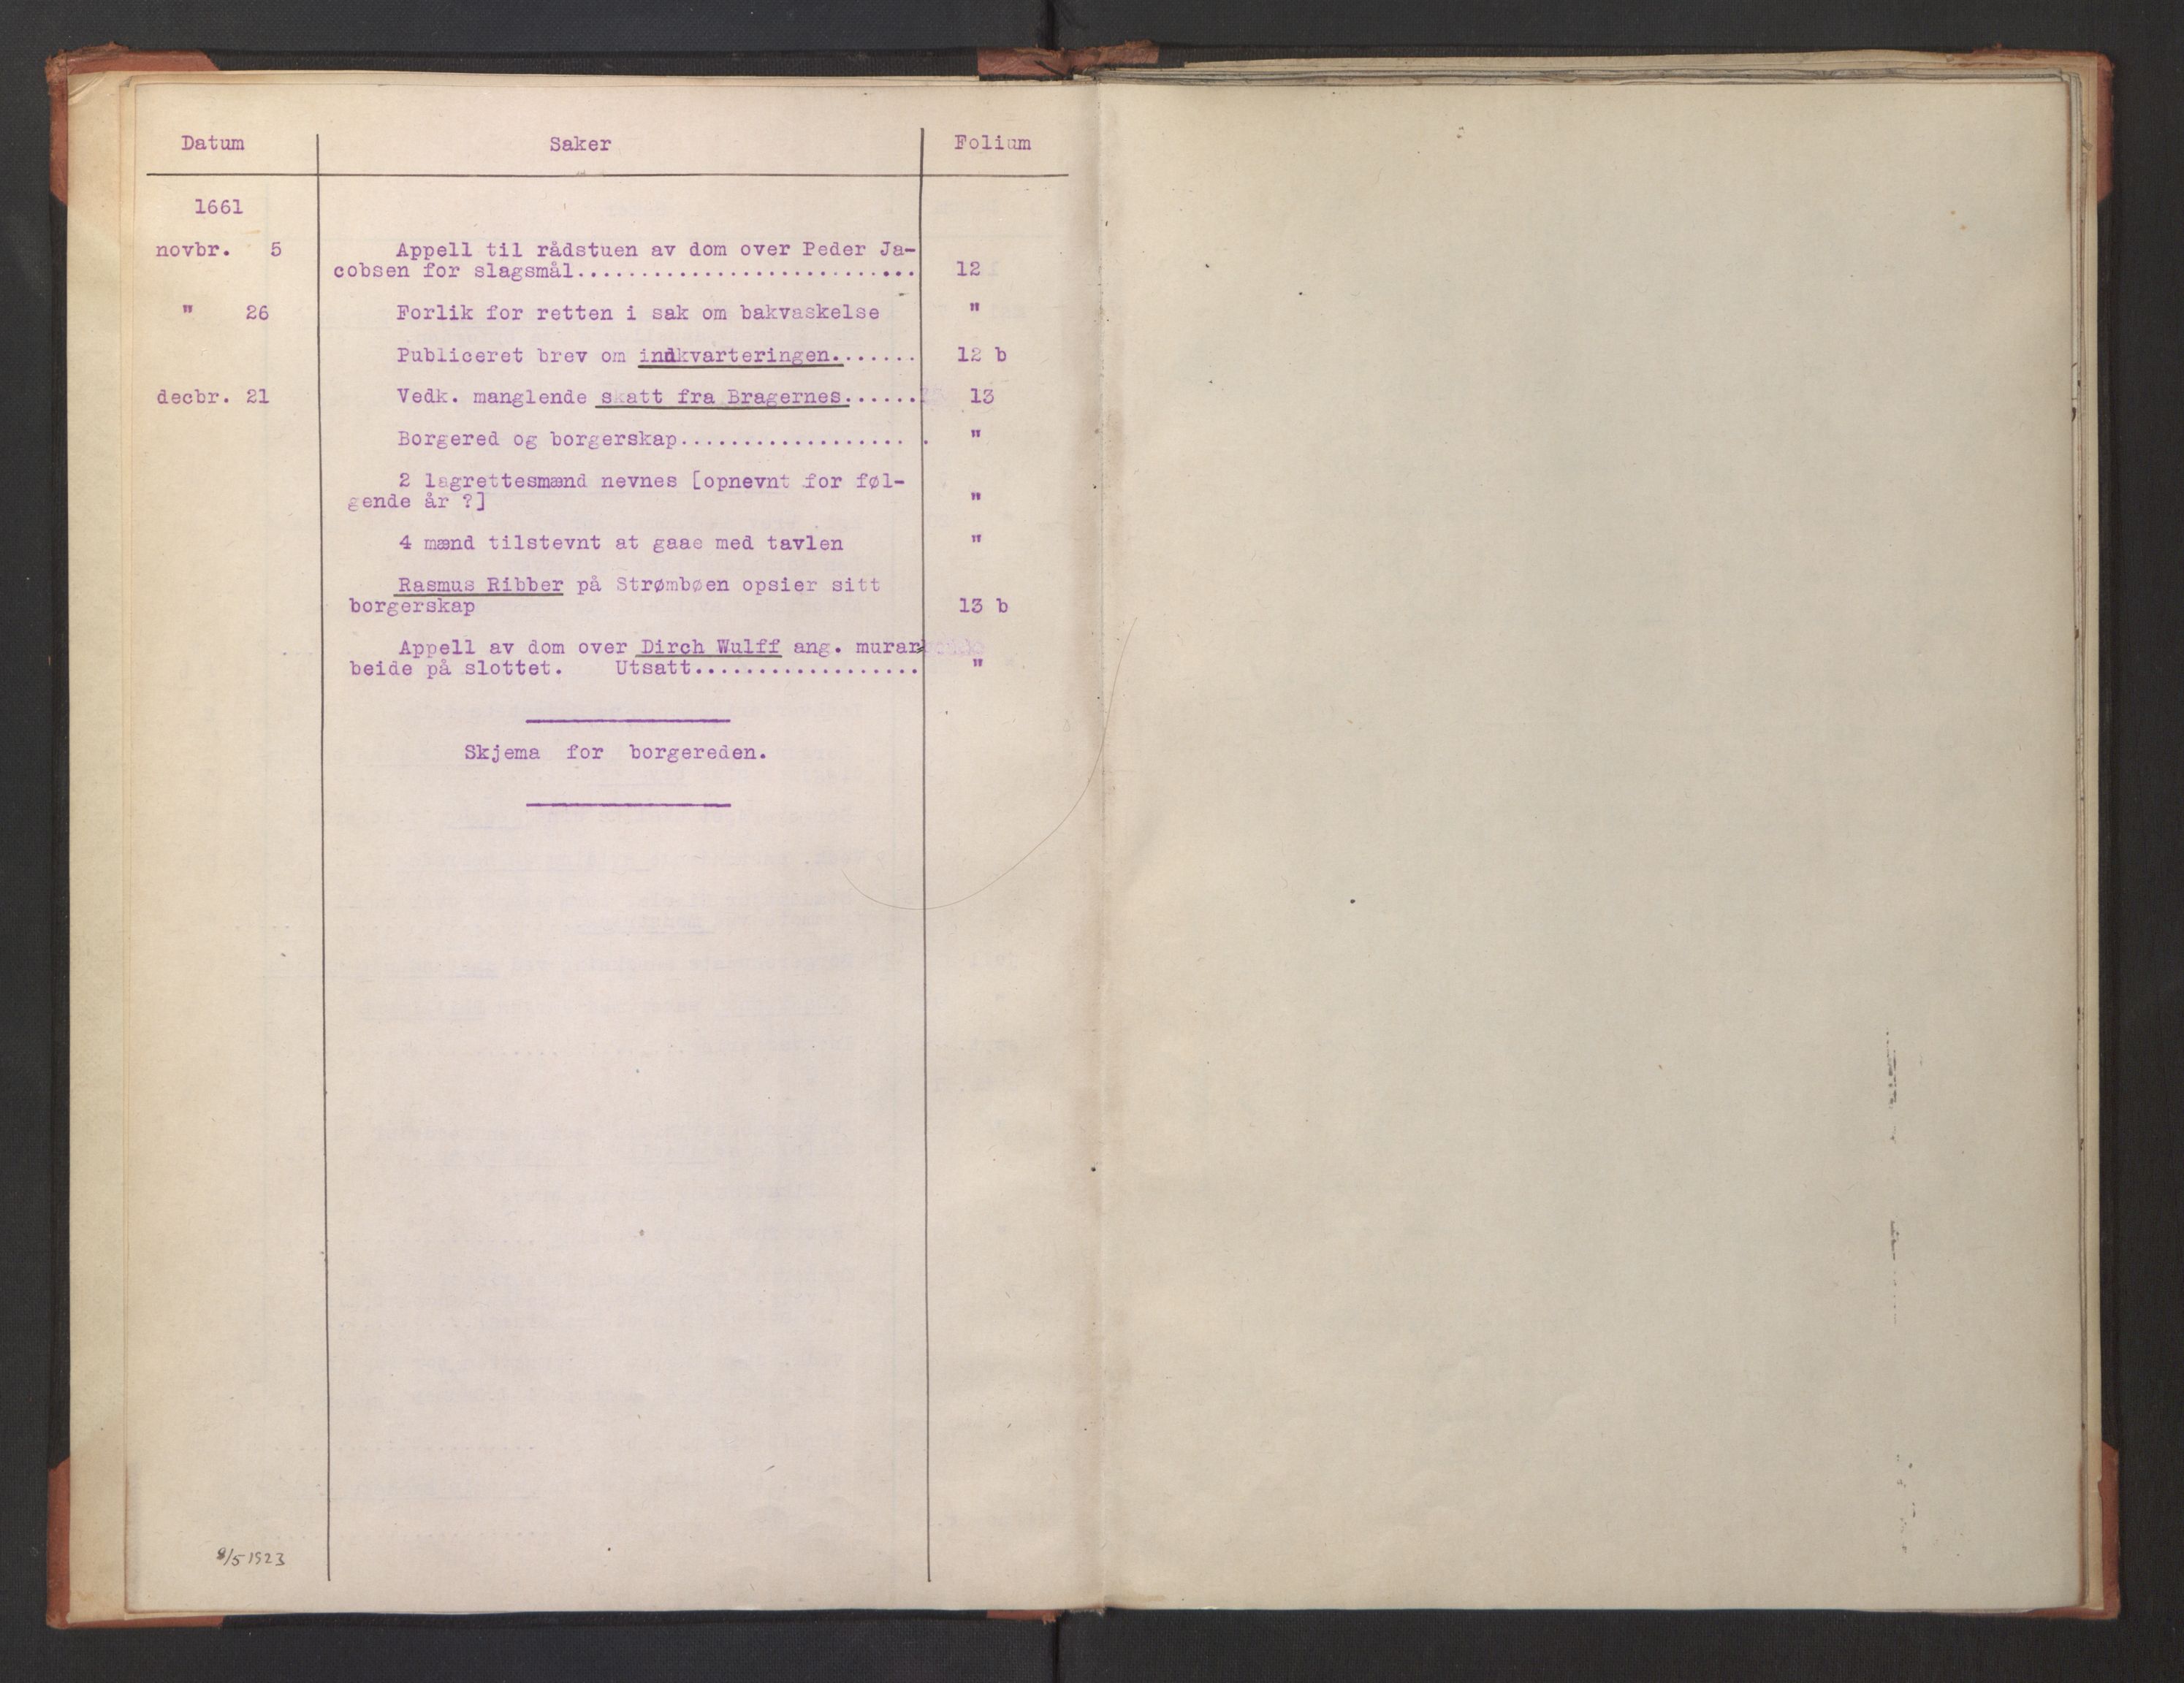 Datum Saker Folium
1661
novbr. 5 Appell til rådstuen av dom over Peder Ja-
cobsen for slagsmål........................... 12
" 26 Forlik for retten i sak om bakvaskelse "
Publiceret brev om indkvarteringen....... 12 b
decbr. 21 Vedk. manglende skatt fra Bragernes...... 13
Borgered og borgerskap................... "
2 lagrettesmænd nevnes [opnevnt for føl-
gende år ?] "
4 mænd tilstevnt at gaae med tavlen "
Rasmus Ribber på Strømbøen opsier sitt
borgerskap 13 b
Appell av dom over Dirch Wulff ang. murar-
beide på slottet. Utsatt.................. "
Skjema for borgereden.
8/5 1923